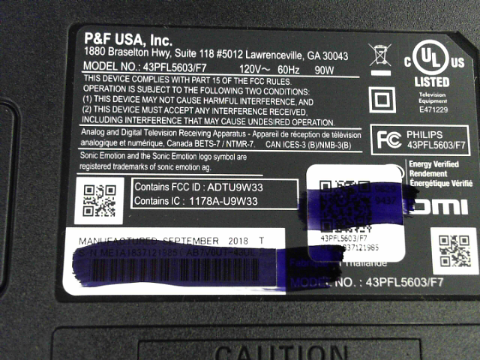 P&F USA, Inc.
1880 Braselton Hwy, Suite 118 #5012 Lawrenceville, GA 30043
MODEL NO.: 43PFL5603/F7 120V~ 60Hz 90W
THIS DEVICE COMPLIES WITH PART 15 OF THE FCC RULES.
OPERATION IS SUBJECT TO THE FOLLOWING TWO CONDITIONS:
(1) THIS DEVICE MAY NOT CAUSE HARMFUL INTERFERENCE, AND
(2) THIS DEVICE MUST ACCEPT ANY INTERFERENCE RECEIVED,
INCLUDING INTERFERENCE THAT MAY CAUSE UNDESIRED OPERATION.
Analog and Digital Television Receiving Apparatus - Appareil de réception de télévision
analogique et numérique, Canada BETS-7 / NTMR-7. CAN ICES-3 (B)/NMB-3(B)
Sonic Emotion and the Sonic Emotion logo symbol are
registered trademarks of sonic emotion ag.
c UL US
LISTED
Television
Equipment
E471229
FC
PHILIPS
43PFL5603/F7
Energy Verified
Rendement
Énergétique Vérifié
Contains FCC ID : ADTU9W33
Contains IC : 1178A-U9W33
MANUFACTURED SEPTEMBER 2018 T
43PFL5603/F7
MODEL NO.: 43PFL5603/F7
CAUTION